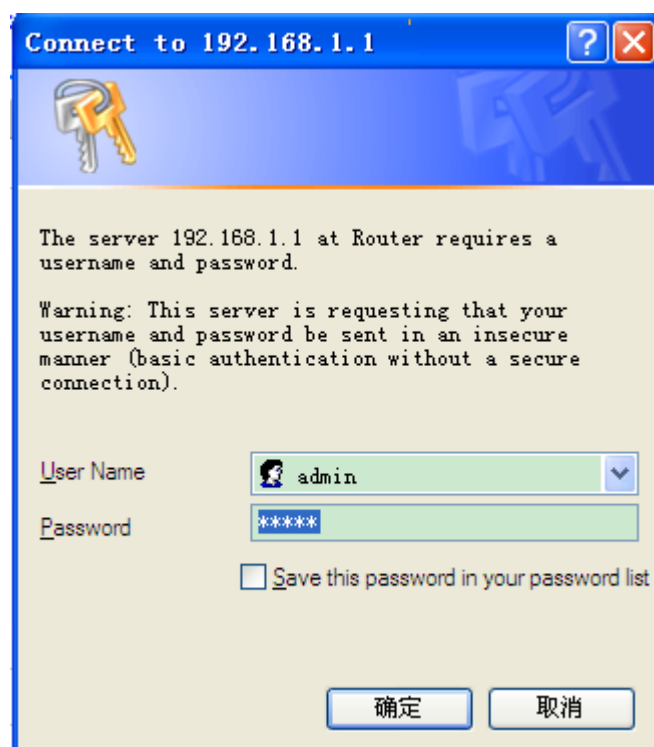 Connect to 192.168.1.1
The server 192.168.1.1 at Router requires a
username and password.
Warning: This server is requesting that your
username and password be sent in an insecure
manner (basic authentication without a secure
connection).
User Name
admin
Password
*****
Save this password in your password list
确定
取消